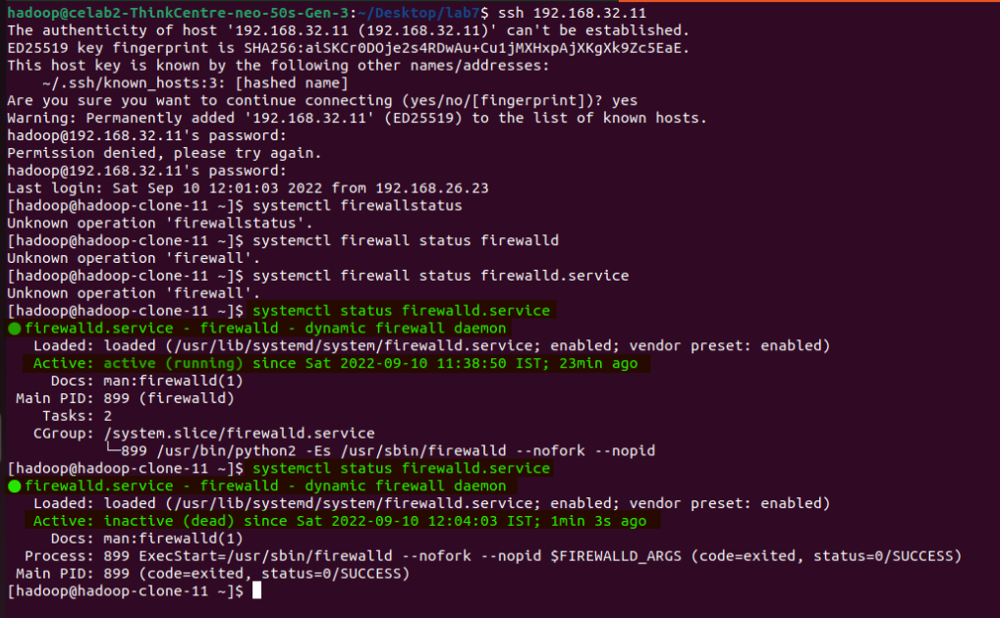 hadoop@celab2-ThinkCentre-neo-50s-Gen-3:~/Desktop/lab7$ ssh 192.168.32.11
The authenticity of host '192.168.32.11 (192.168.32.11)' can't be established.
ED25519 key fingerprint is SHA256:aiSKCr0DOje2s4RDwAu+Cu1jMXHxpAjXKgXk9Zc5EaE.
This host key is known by the following other names/addresses:
    ~/.ssh/known_hosts:3: [hashed name]
Are you sure you want to continue connecting (yes/no/[fingerprint])? yes
Warning: Permanently added '192.168.32.11' (ED25519) to the list of known hosts.
hadoop@192.168.32.11's password:
Permission denied, please try again.
hadoop@192.168.32.11's password:
Last login: Sat Sep 10 12:01:03 2022 from 192.168.26.23
[hadoop@hadoop-clone-11 ~]$ systemctl firewallstatus
Unknown operation 'firewallstatus'.
[hadoop@hadoop-clone-11 ~]$ systemctl firewall status firewalld
Unknown operation 'firewall'.
[hadoop@hadoop-clone-11 ~]$ systemctl firewall status firewalld.service
Unknown operation 'firewall'.
[hadoop@hadoop-clone-11 ~]$ systemctl status firewalld.service
● firewalld.service - firewalld - dynamic firewall daemon
   Loaded: loaded (/usr/lib/systemd/system/firewalld.service; enabled; vendor preset: enabled)
   Active: active (running) since Sat 2022-09-10 11:38:50 IST; 23min ago
     Docs: man:firewalld(1)
 Main PID: 899 (firewalld)
    Tasks: 2
   CGroup: /system.slice/firewalld.service
           └─899 /usr/bin/python2 -Es /usr/sbin/firewalld --nofork --nopid
[hadoop@hadoop-clone-11 ~]$ systemctl status firewalld.service
● firewalld.service - firewalld - dynamic firewall daemon
   Loaded: loaded (/usr/lib/systemd/system/firewalld.service; enabled; vendor preset: enabled)
   Active: inactive (dead) since Sat 2022-09-10 12:04:03 IST; 1min 3s ago
     Docs: man:firewalld(1)
  Process: 899 ExecStart=/usr/sbin/firewalld --nofork --nopid $FIREWALLD_ARGS (code=exited, status=0/SUCCESS)
 Main PID: 899 (code=exited, status=0/SUCCESS)
[hadoop@hadoop-clone-11 ~]$